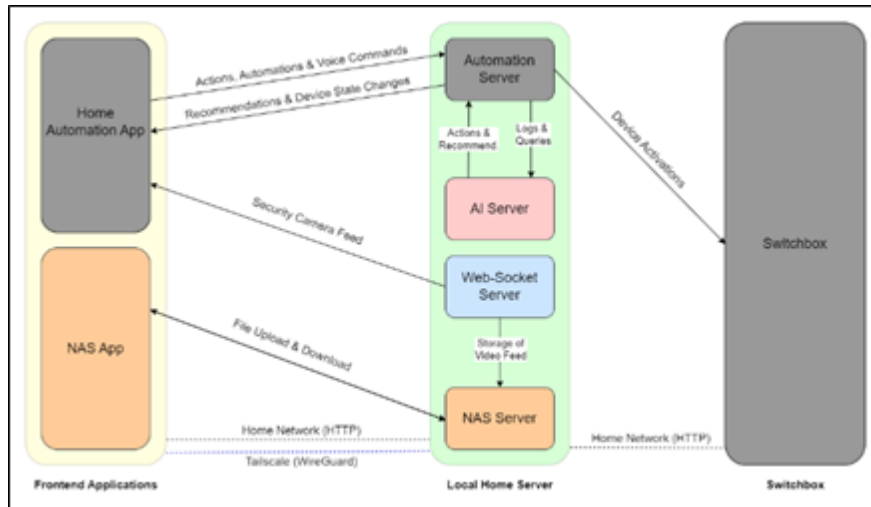 Actions, Automations & Voice Commands
Recommendations & Device State Changes
Home
Automation App
Automation
Server
Actions &
Recommend.
Logs &
Queries
Device Activations
AI Server
Security Camera Feed
Switchbox
Web-Socket
Server
NAS App
File Upload & Download
Storage of
Video Feed
NAS Server
Home Network (HTTP)
Home Network (HTTP)
Tailscale (WireGuard)
Frontend Applications
Local Home Server
Switchbox